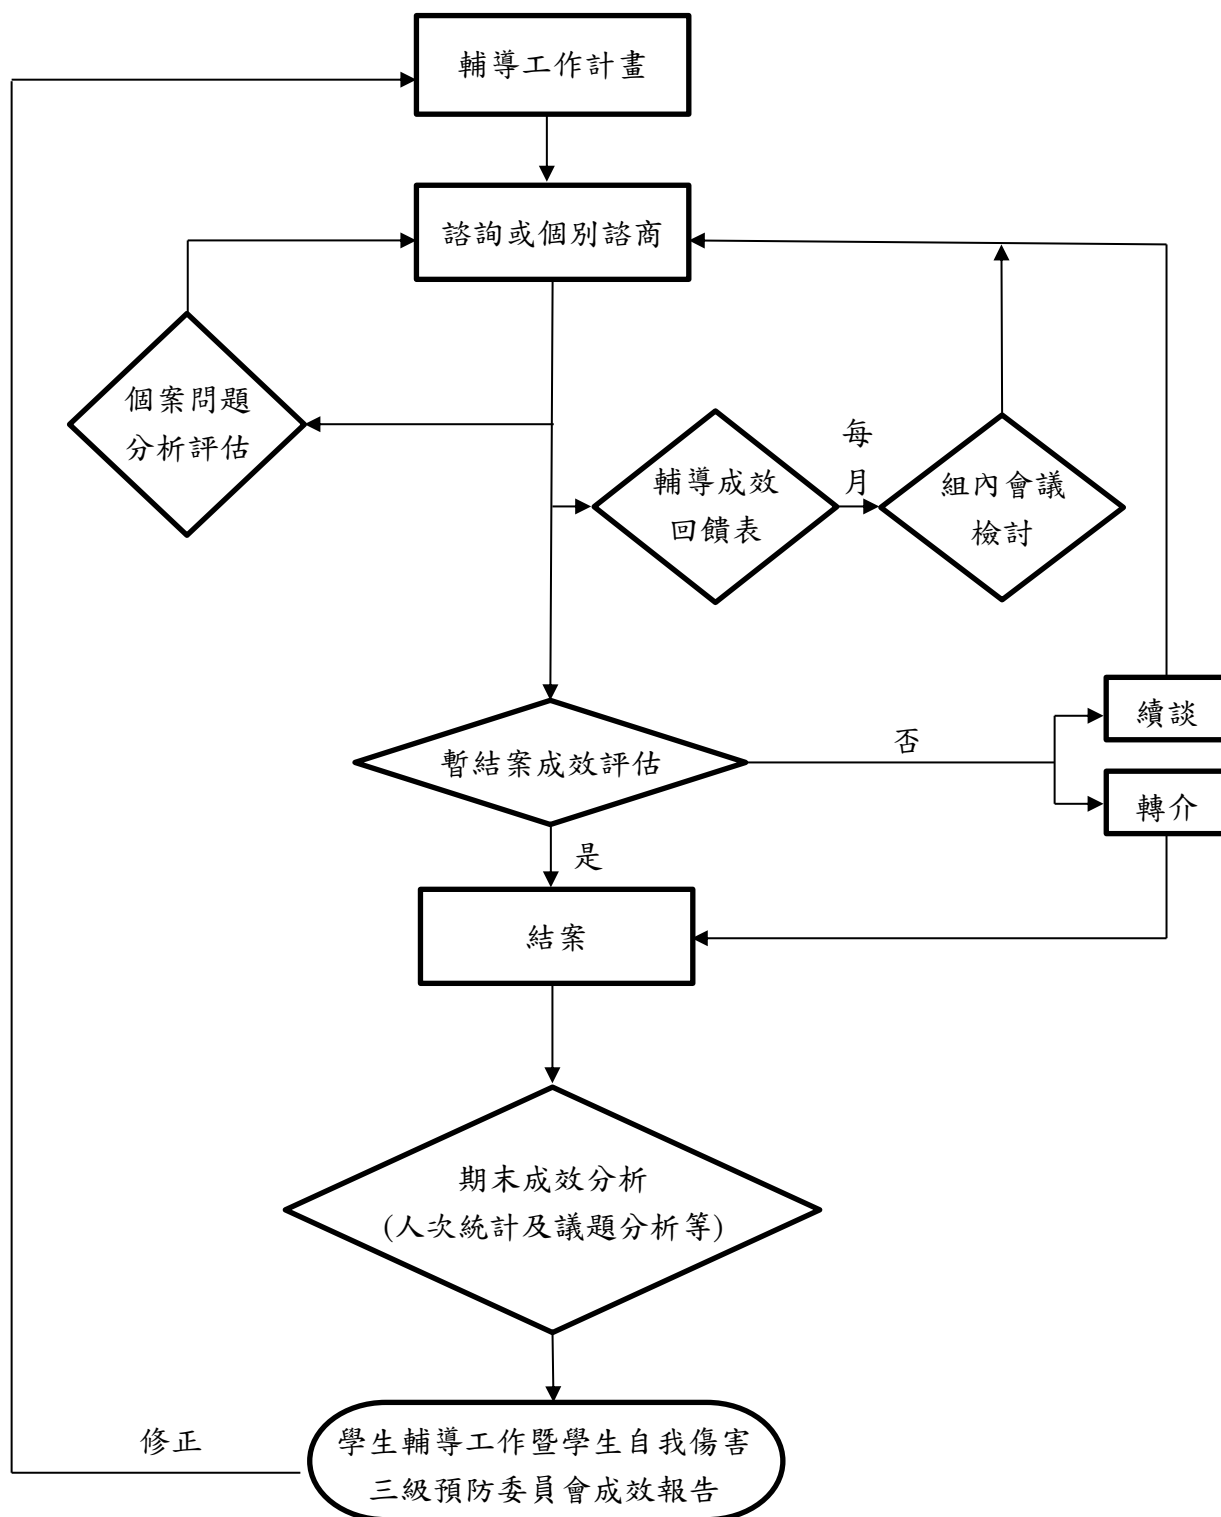 輔導工作計畫
諮詢或個別諮商
個案問題
分析評估
輔導成效
回饋表
每
月
組內會議
檢討
續談
否
暫結案成效評估
轉介
是
結案
期末成效分析
(人次統計及議題分析等)
修正
學生輔導工作暨學生自我傷害
三級預防委員會成效報告